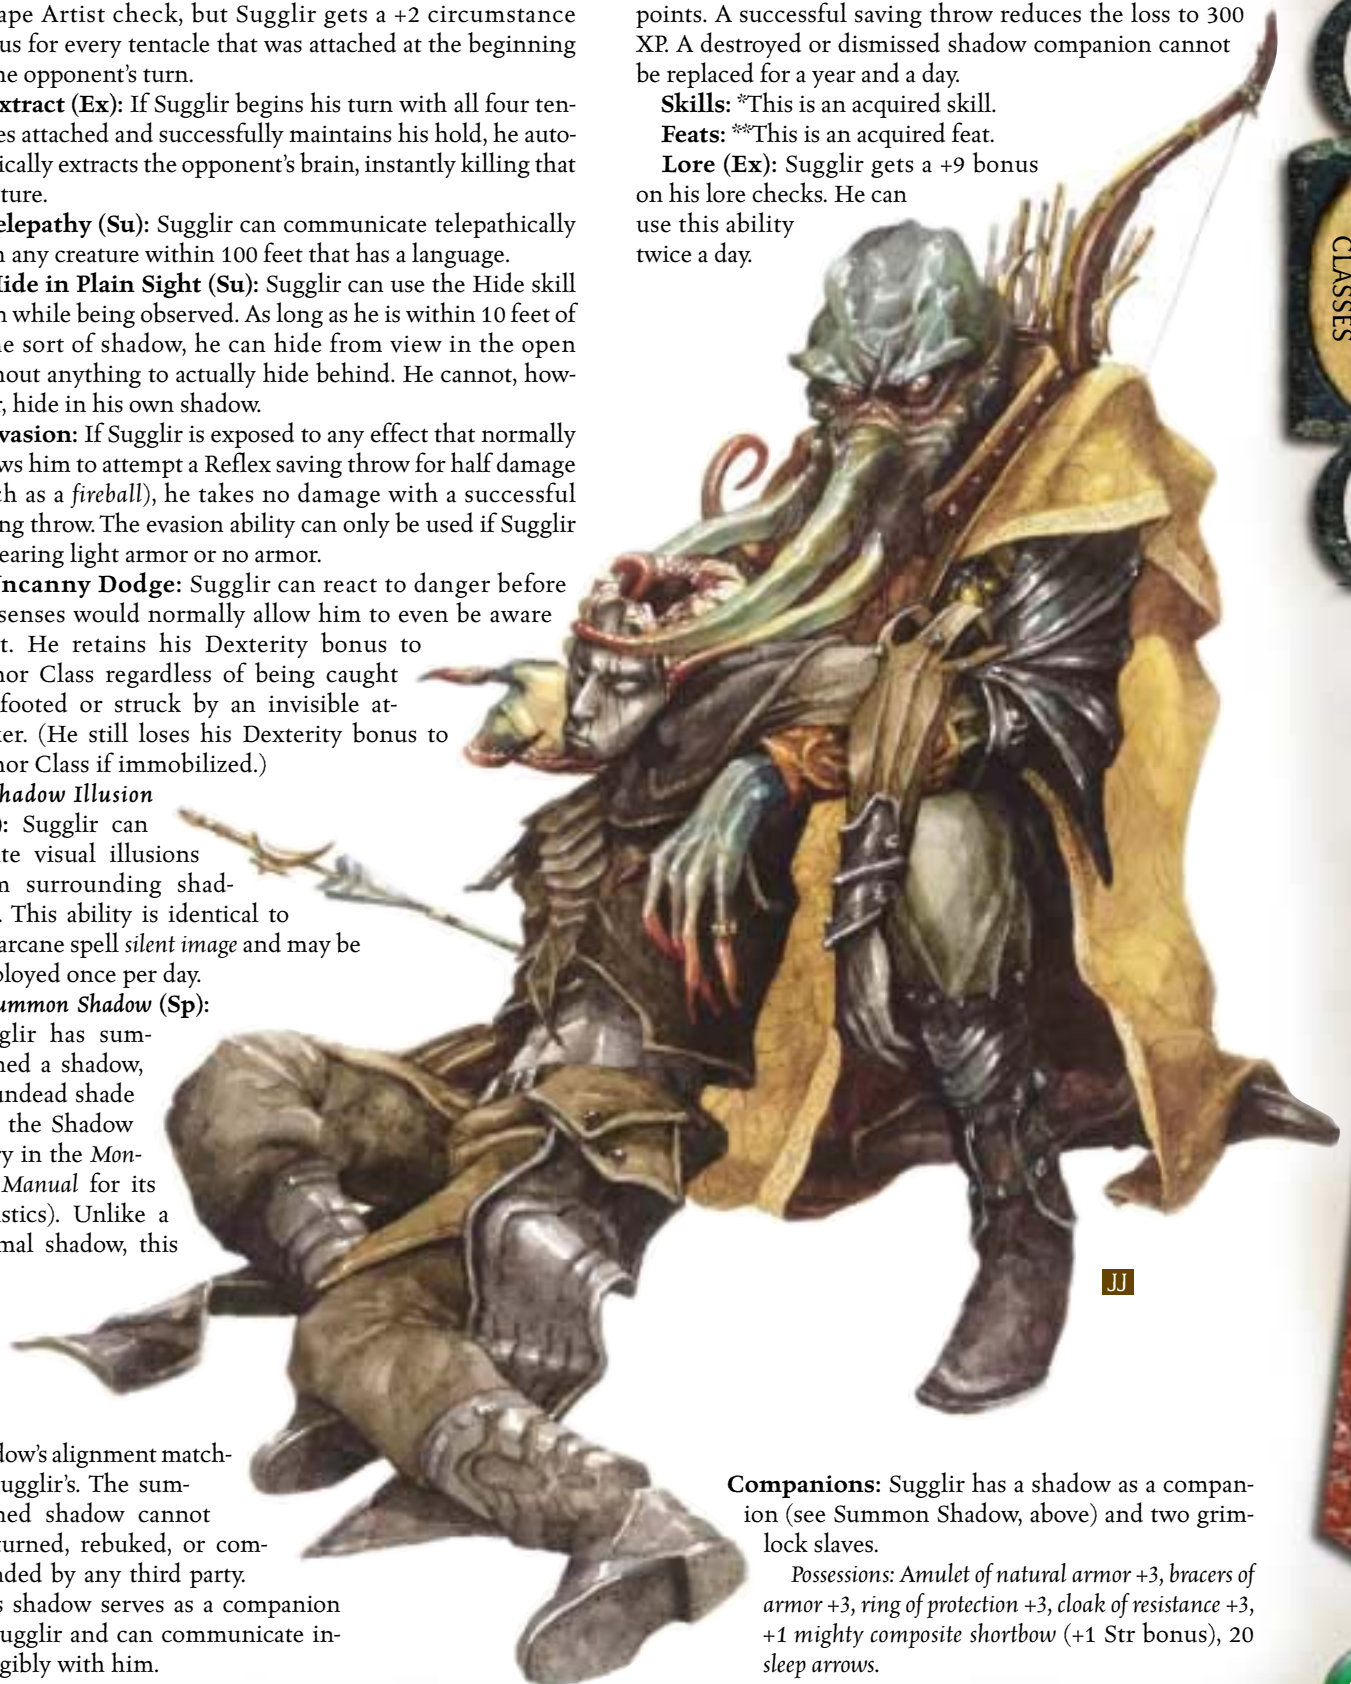 ape Artist check, but Sugglir gets a +2 circumstance
us for every tentacle that was attached at the beginning
ne opponent's turn.
xtract (Ex): If Sugglir begins his turn with all four ten-
es attached and successfully maintains his hold, he auto-
ically extracts the opponent's brain, instantly killing that
ture.
elepathy (Su): Sugglir can communicate telepathically
n any creature within 100 feet that has a language.
Hide in Plain Sight (Su): Sugglir can use the Hide skill
n while being observed. As long as he is within 10 feet of
ne sort of shadow, he can hide from view in the open
hout anything to actually hide behind. He cannot, how-
r, hide in his own shadow.
vasion: If Sugglir is exposed to any effect that normally
ws him to attempt a Reflex saving throw for half damage
ch as a fireball), he takes no damage with a successful
ng throw. The evasion ability can only be used if Sugglir
earing light armor or no armor.
Uncanny Dodge: Sugglir can react to danger before
senses would normally allow him to even be aware
t. He retains his Dexterity bonus to
nor Class regardless of being caught
footed or struck by an invisible at-
ker. (He still loses his Dexterity bonus to
nor Class if immobilized.)
hadow Illusion
): Sugglir can
te visual illusions
n surrounding shad-
. This ability is identical to
arcane spell silent image and may be
ployed once per day.
ummon Shadow (Sp):
glir has sum-
ned a shadow,
undead shade
the Shadow
ry in the Mon-
Manual for its
istics). Unlike a
mal shadow, this
dow's alignment match-
ugglir's. The sum-
ned shadow cannot
turned, rebuked, or com-
nded by any third party.
s shadow serves as a companion
ugglir and can communicate in-
gibly with him.
points. A successful saving throw reduces the loss to 300
XP. A destroyed or dismissed shadow companion cannot
be replaced for a year and a day.
Skills: *This is an acquired skill.
Feats: **This is an acquired feat.
Lore (Ex): Sugglir gets a +9 bonus
on his lore checks. He can
use this ability
twice a day.
JJ
Companions: Sugglir has a shadow as a compan-
ion (see Summon Shadow, above) and two grim-
lock slaves.
Possessions: Amulet of natural armor +3, bracers of
armor +3, ring of protection +3, cloak of resistance +3,
+1 mighty composite shortbow (+1 Str bonus), 20
sleep arrows.
CLASSES